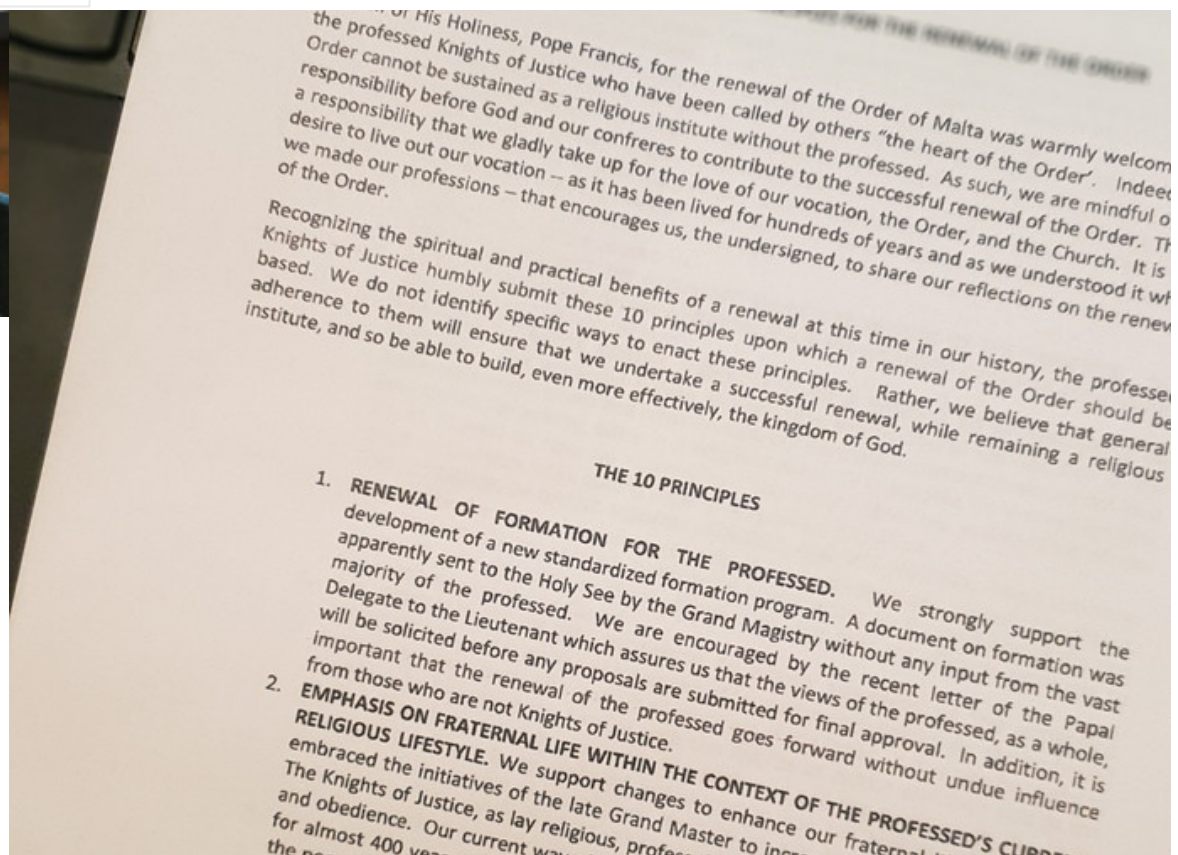 FOR THE RENEWAL OF THE ORDER
of His Holiness, Pope Francis, for the renewal of the Order of Malta was warmly welcom
the professed Knights of Justice who have been called by others "the heart of the Order'. Indeed
Order cannot be sustained as a religious institute without the professed. As such, we are mindful o
responsibility before God and our confreres to contribute to the successful renewal of the Order. Th
a responsibility that we gladly take up for the love of our vocation, the Order, and the Church. It is
desire to live out our vocation – as it has been lived for hundreds of years and as we understood it wh
we made our professions – that encourages us, the undersigned, to share our reflections on the renew
of the Order.
Recognizing the spiritual and practical benefits of a renewal at this time in our history, the professe
Knights of Justice humbly submit these 10 principles upon which a renewal of the Order should be
based. We do not identify specific ways to enact these principles. Rather, we believe that general
adherence to them will ensure that we undertake a successful renewal, while remaining a religious
institute, and so be able to build, even more effectively, the kingdom of God.
THE 10 PRINCIPLES
1. RENEWAL OF FORMATION FOR THE PROFESSED. We strongly support the
development of a new standardized formation program. A document on formation was
apparently sent to the Holy See by the Grand Magistry without any input from the vast
majority of the professed. We are encouraged by the recent letter of the Papal
Delegate to the Lieutenant which assures us that the views of the professed, as a whole,
will be solicited before any proposals are submitted for final approval. In addition, it is
important that the renewal of the professed goes forward without undue influence
from those who are not Knights of Justice.
2. EMPHASIS ON FRATERNAL LIFE WITHIN THE CONTEXT OF THE PROFESSED'S CURRE
RELIGIOUS LIFESTYLE. We support changes to enhance our fraternal
embraced the initiatives of the late Grand Master to incr
The Knights of Justice, as lay religious, profe
and obedience. Our current wa
for almost 400 yea
the